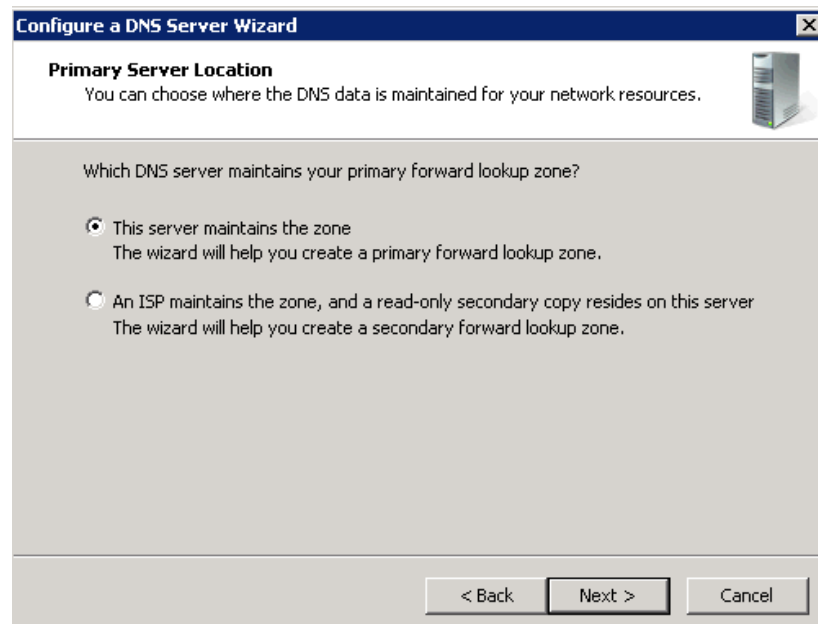 Configure a DNS Server Wizard
Primary Server Location
You can choose where the DNS data is maintained for your network resources.
Which DNS server maintains your primary forward lookup zone?
This server maintains the zone
The wizard will help you create a primary forward lookup zone.
An ISP maintains the zone, and a read-only secondary copy resides on this server
The wizard will help you create a secondary forward lookup zone.
< Back Next > Cancel